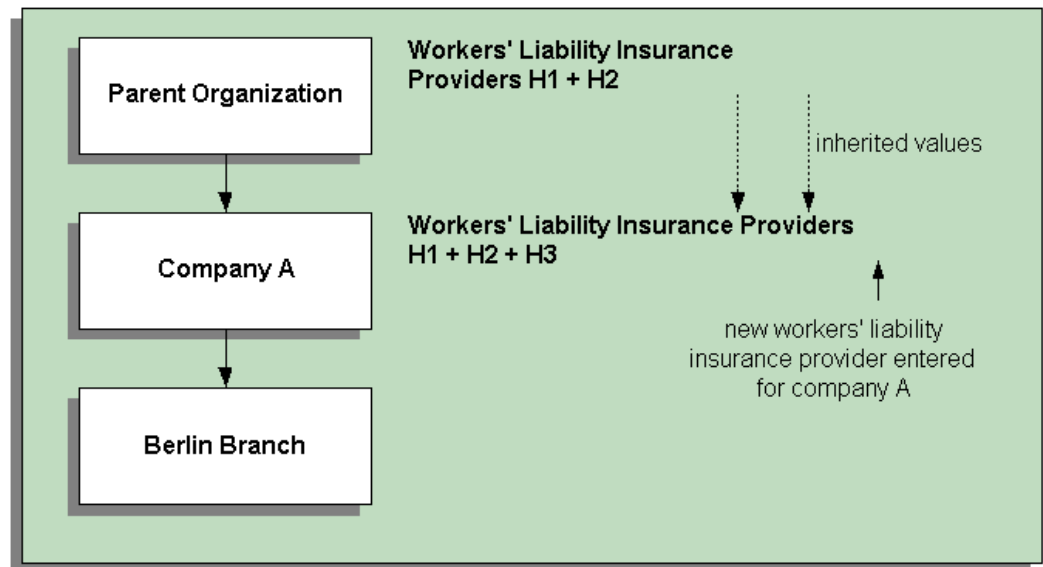 Parent Organization
Workers' Liability Insurance
Providers H1 + H2
inherited values
Company A
Workers' Liability Insurance Providers
H1 + H2 + H3
new workers' liability
insurance provider entered
for company A
Berlin Branch